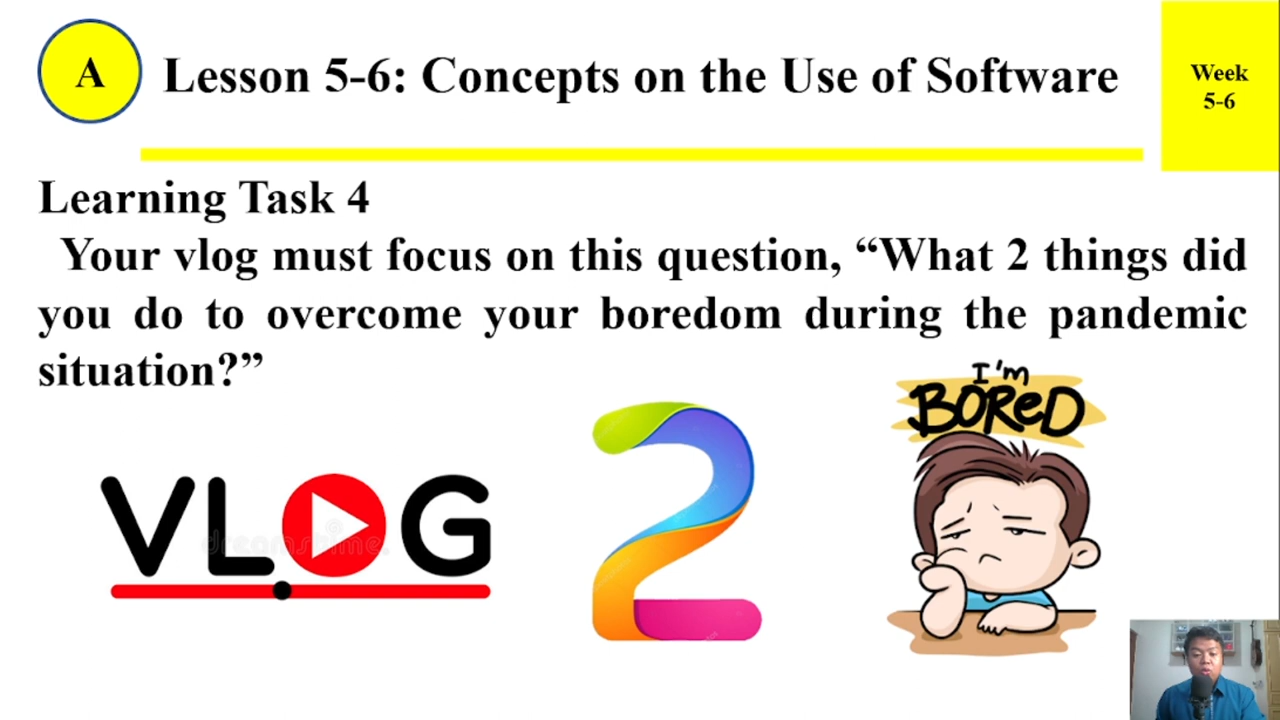 A
Lesson 5-6: Concepts on the Use of Software
Week
5-6
Learning Task 4
Your vlog must focus on this question, “What 2 things did
you do to overcome your boredom during the pandemic
situation?”
I'm
BOReD
VLOG
2
dreamstime.